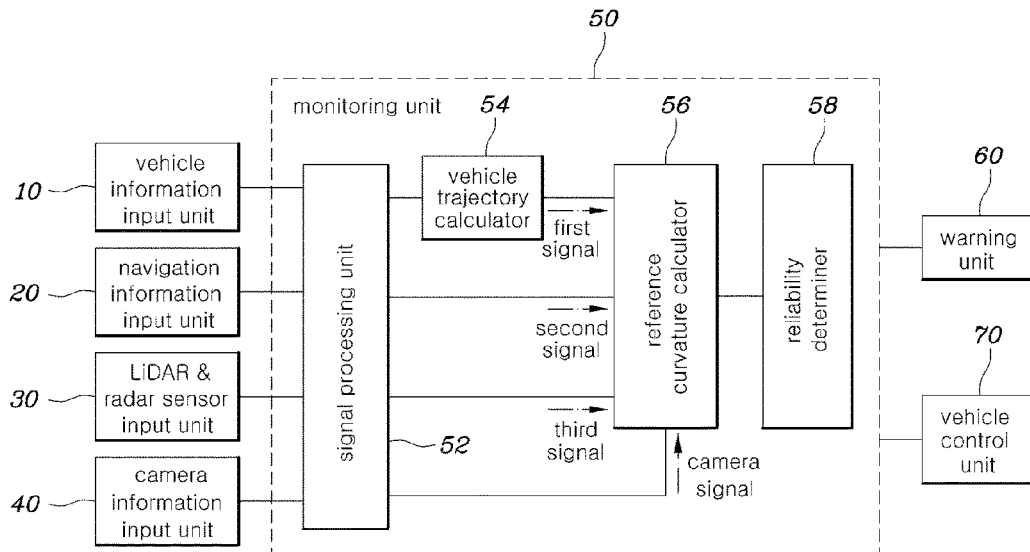 50
monitoring unit
54
56
58
10
vehicle
information
input unit
vehicle
trajectory
calculator
first
signal
60
warning
unit
20
navigation
information
input unit
signal processing unit
second
signal
reference
curvature calculator
reliability
determiner
30
LiDAR &
radar sensor
input unit
52
third
signal
70
vehicle
control
unit
40
camera
information
input unit
camera
signal